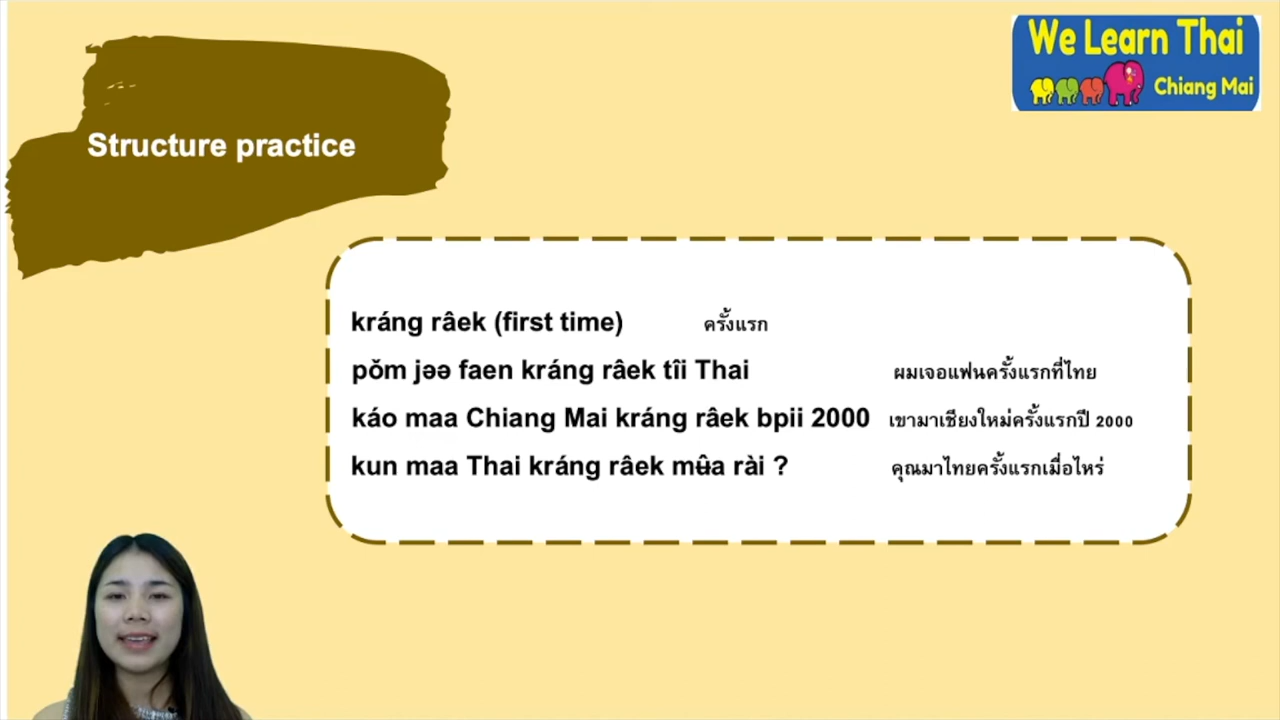 We Learn Thai
Chiang Mai
Structure practice
kráng râek (first time) ครั้งแรก
pǒm jəə faen kráng râek tîi Thai ผมเจอแฟนครั้งแรกที่ไทย
káo maa Chiang Mai kráng râek bpii 2000 เขามาเชียงใหม่ครั้งแรกปี 2000
kun maa Thai kráng râek mʉ̂a rài ? คุณมาไทยครั้งแรกเมื่อไหร่